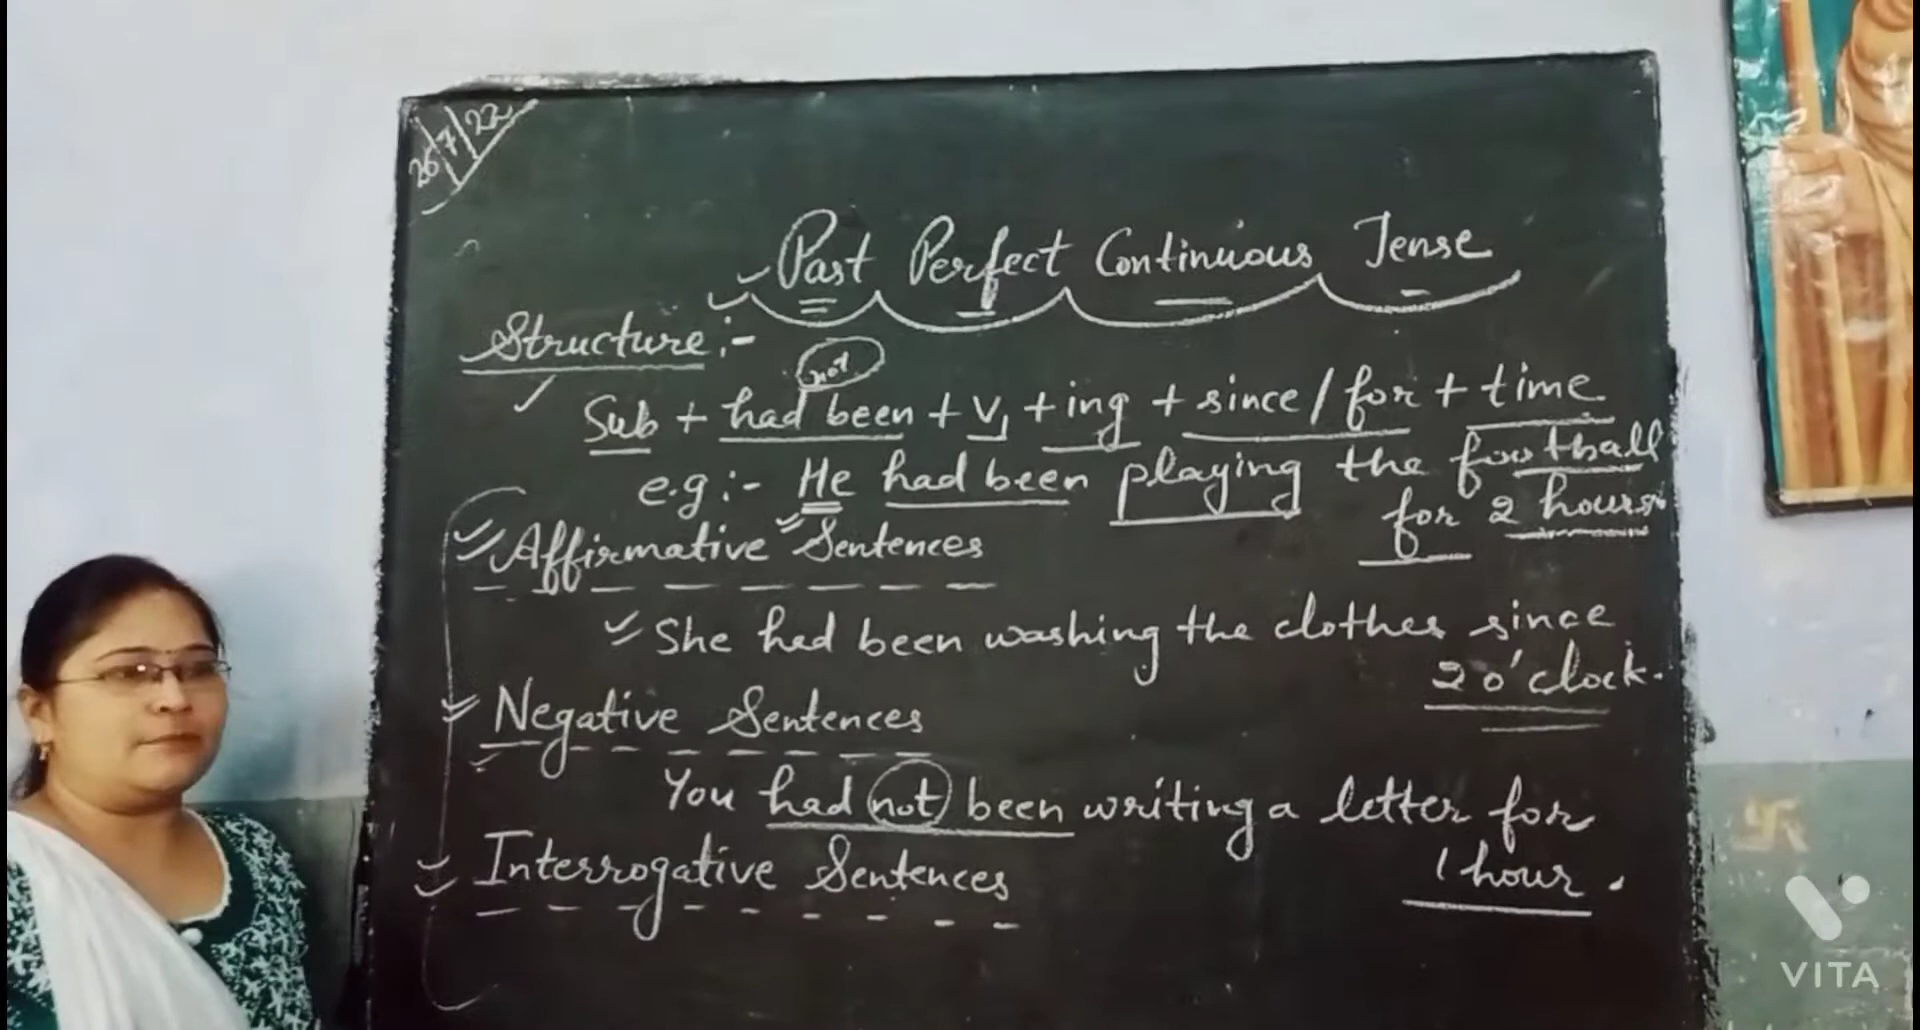 26/7/22
Past Perfect Continuous Tense
Structure :-
not
Sub + had been + V1 + ing + since / for + time
e.g :- He had been playing the football
for 2 hours.
Affirmative Sentences
She had been washing the clothes since
2 o'clock.
Negative Sentences
You had not been writing a letter for
1 hour.
Interrogative Sentences
VITA